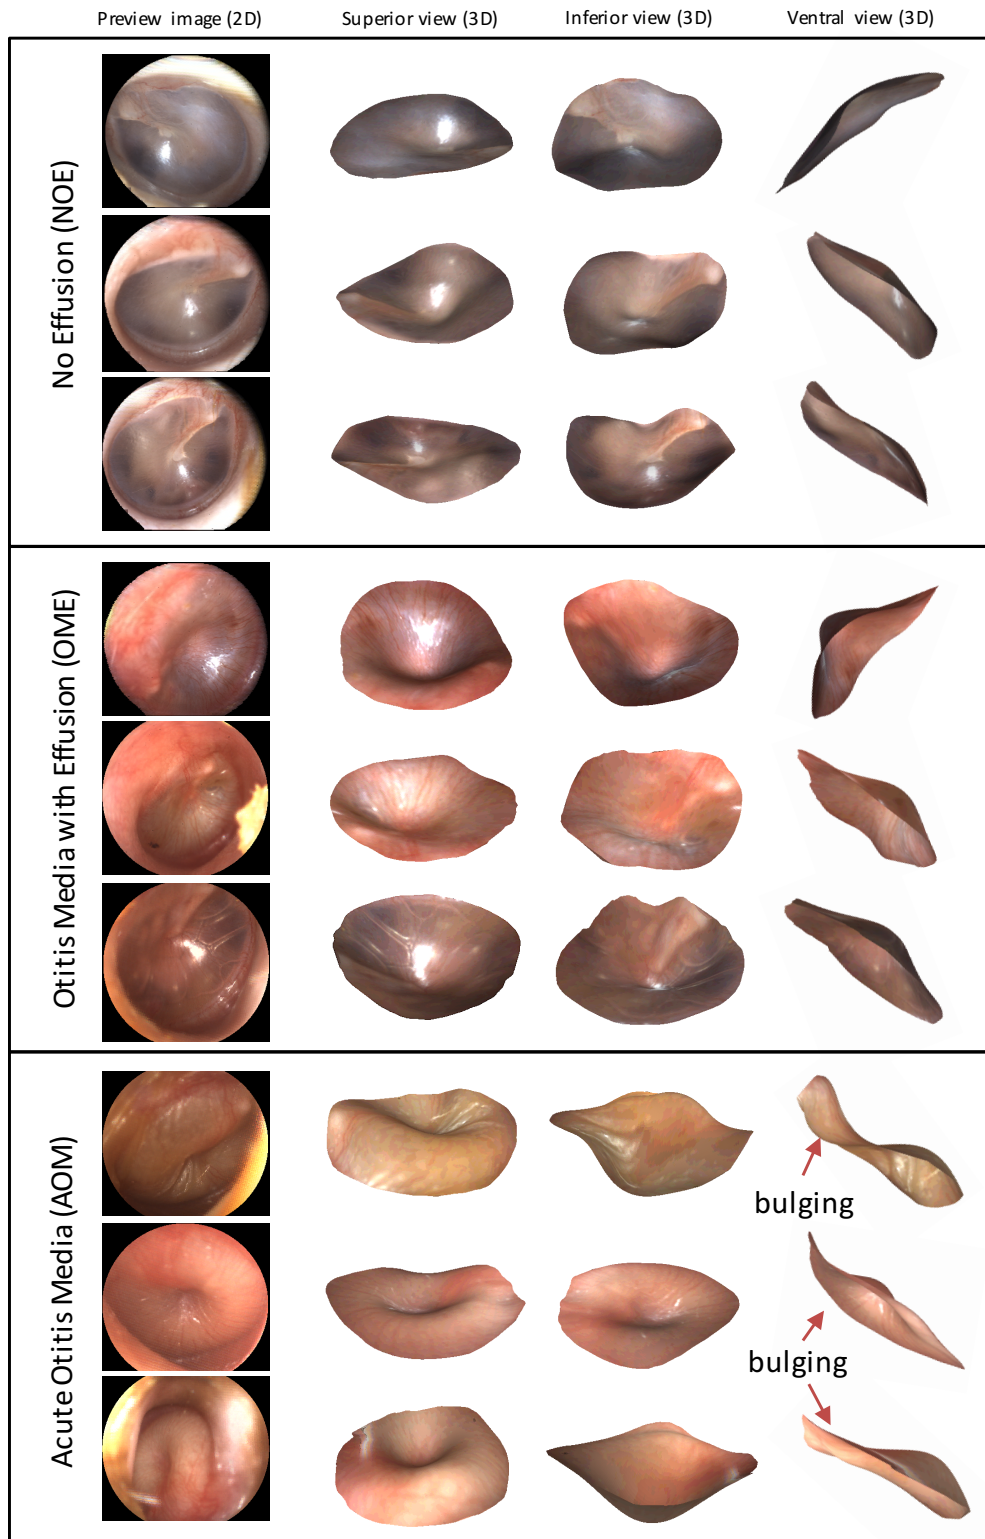 Preview image (2D)
Superior view (3D)
Inferior view (3D)
Ventral view (3D)
No Effusion (NOE)
Otitis Media with Effusion (OME)
Acute Otitis Media (AOM)
bulging
bulging